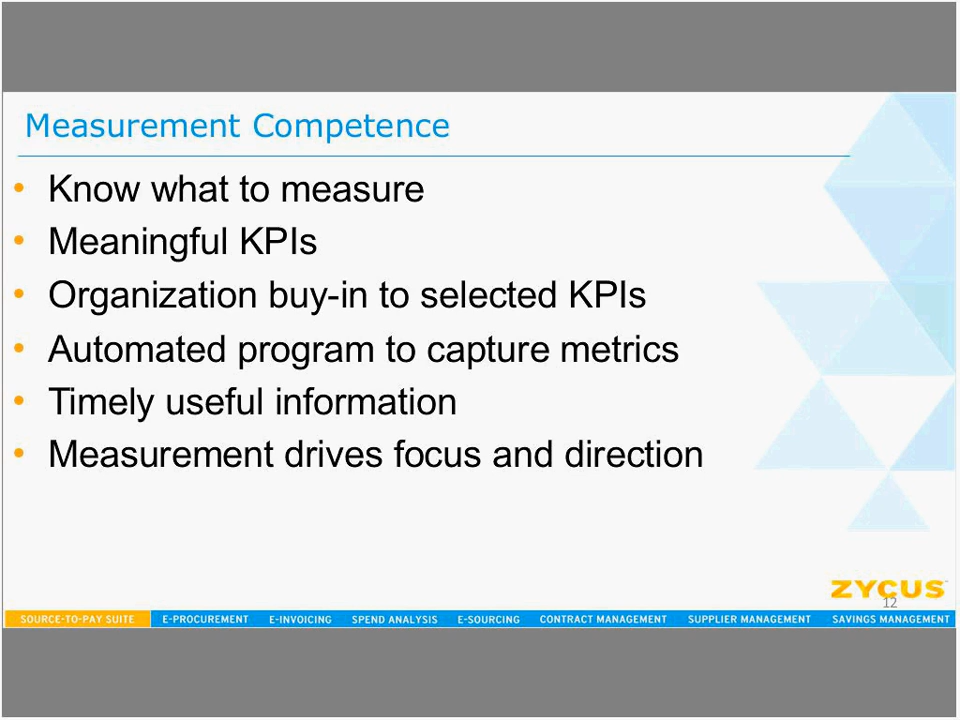 Measurement Competence
• Know what to measure
• Meaningful KPIs
• Organization buy-in to selected KPIs
• Automated program to capture metrics
• Timely useful information
• Measurement drives focus and direction
ZYCUS
12
SOURCE-TO-PAY SUITE E-PROCUREMENT E-INVOICING SPEND ANALYSIS E-SOURCING CONTRACT MANAGEMENT SUPPLIER MANAGEMENT SAVINGS MANAGEMENT